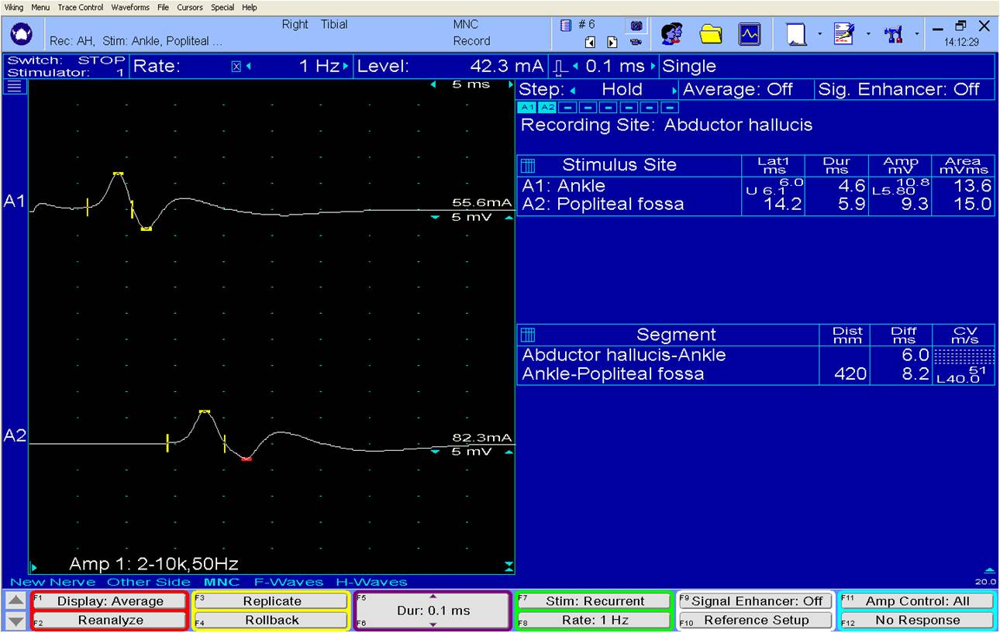 Viking Menu Trace Control Waveforms File Cursors Special Help
Right Tibial MNC # 6
Rec: AH, Stim: Ankle, Popliteal ... Record 14:12:29
Switch: STOP
Stimulator: 1
Rate: 1 Hz Level: 42.3 mA 0.1 ms Single
5 ms
Step: Hold Average: Off Sig. Enhancer: Off
A1 A2
Recording Site: Abductor hallucis
Stimulus Site Lat1 ms Dur ms Amp mV Area mVms
A1: Ankle 6.0 U 6.1 4.6 10.8 L5.80 13.6
A2: Popliteal fossa 14.2 5.9 9.3 15.0
A1
55.6mA
5 mV
Segment Dist mm Diff ms CV m/s
Abductor hallucis-Ankle 6.0
Ankle-Popliteal fossa 420 8.2 51 L40.0
A2
82.3mA
5 mV
Amp 1: 2-10k,50Hz
New Nerve Other Side MNC F-Waves H-Waves
20.0
F1 Display: Average F3 Replicate F5 Dur: 0.1 ms F7 Stim: Recurrent F9 Signal Enhancer: Off F11 Amp Control: All
F2 Reanalyze F4 Rollback F6 F8 Rate: 1 Hz F10 Reference Setup F12 No Response